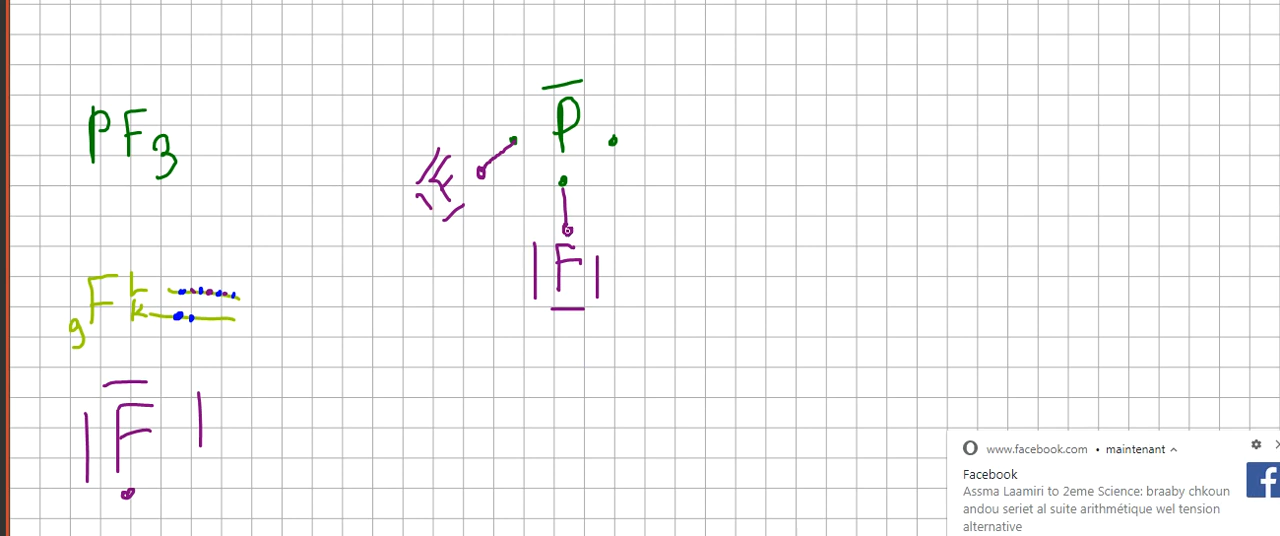 PF3
P
F
F
9F L
K
F
www.facebook.com • maintenant
Facebook
Assma Laamiri to 2eme Science: braaby chkoun
andou seriet al suite arithmétique wel tension
alternative